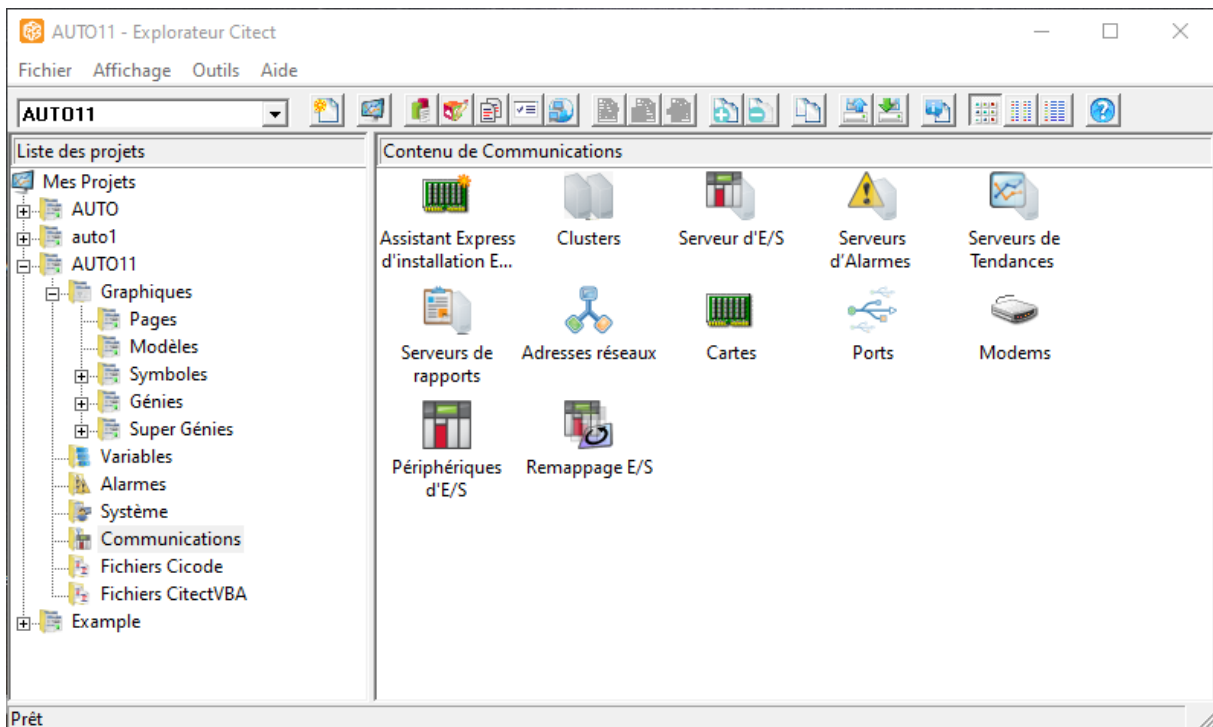 AUTO11 - Explorateur Citect
Fichier Affichage Outils Aide
AUTO11
Liste des projets
Mes Projets
AUTO
auto1
AUTO11
Graphiques
Pages
Modèles
Symboles
Génies
Super Génies
Variables
Alarmes
Système
Communications
Fichiers Cicode
Fichiers CitectVBA
Example
Contenu de Communications
Assistant Express
d'installation E...
Clusters
Serveur d'E/S
Serveurs
d'Alarmes
Serveurs de
Tendances
Serveurs de
rapports
Adresses réseaux
Cartes
Ports
Modems
Périphériques
d'E/S
Remappage E/S
Prêt